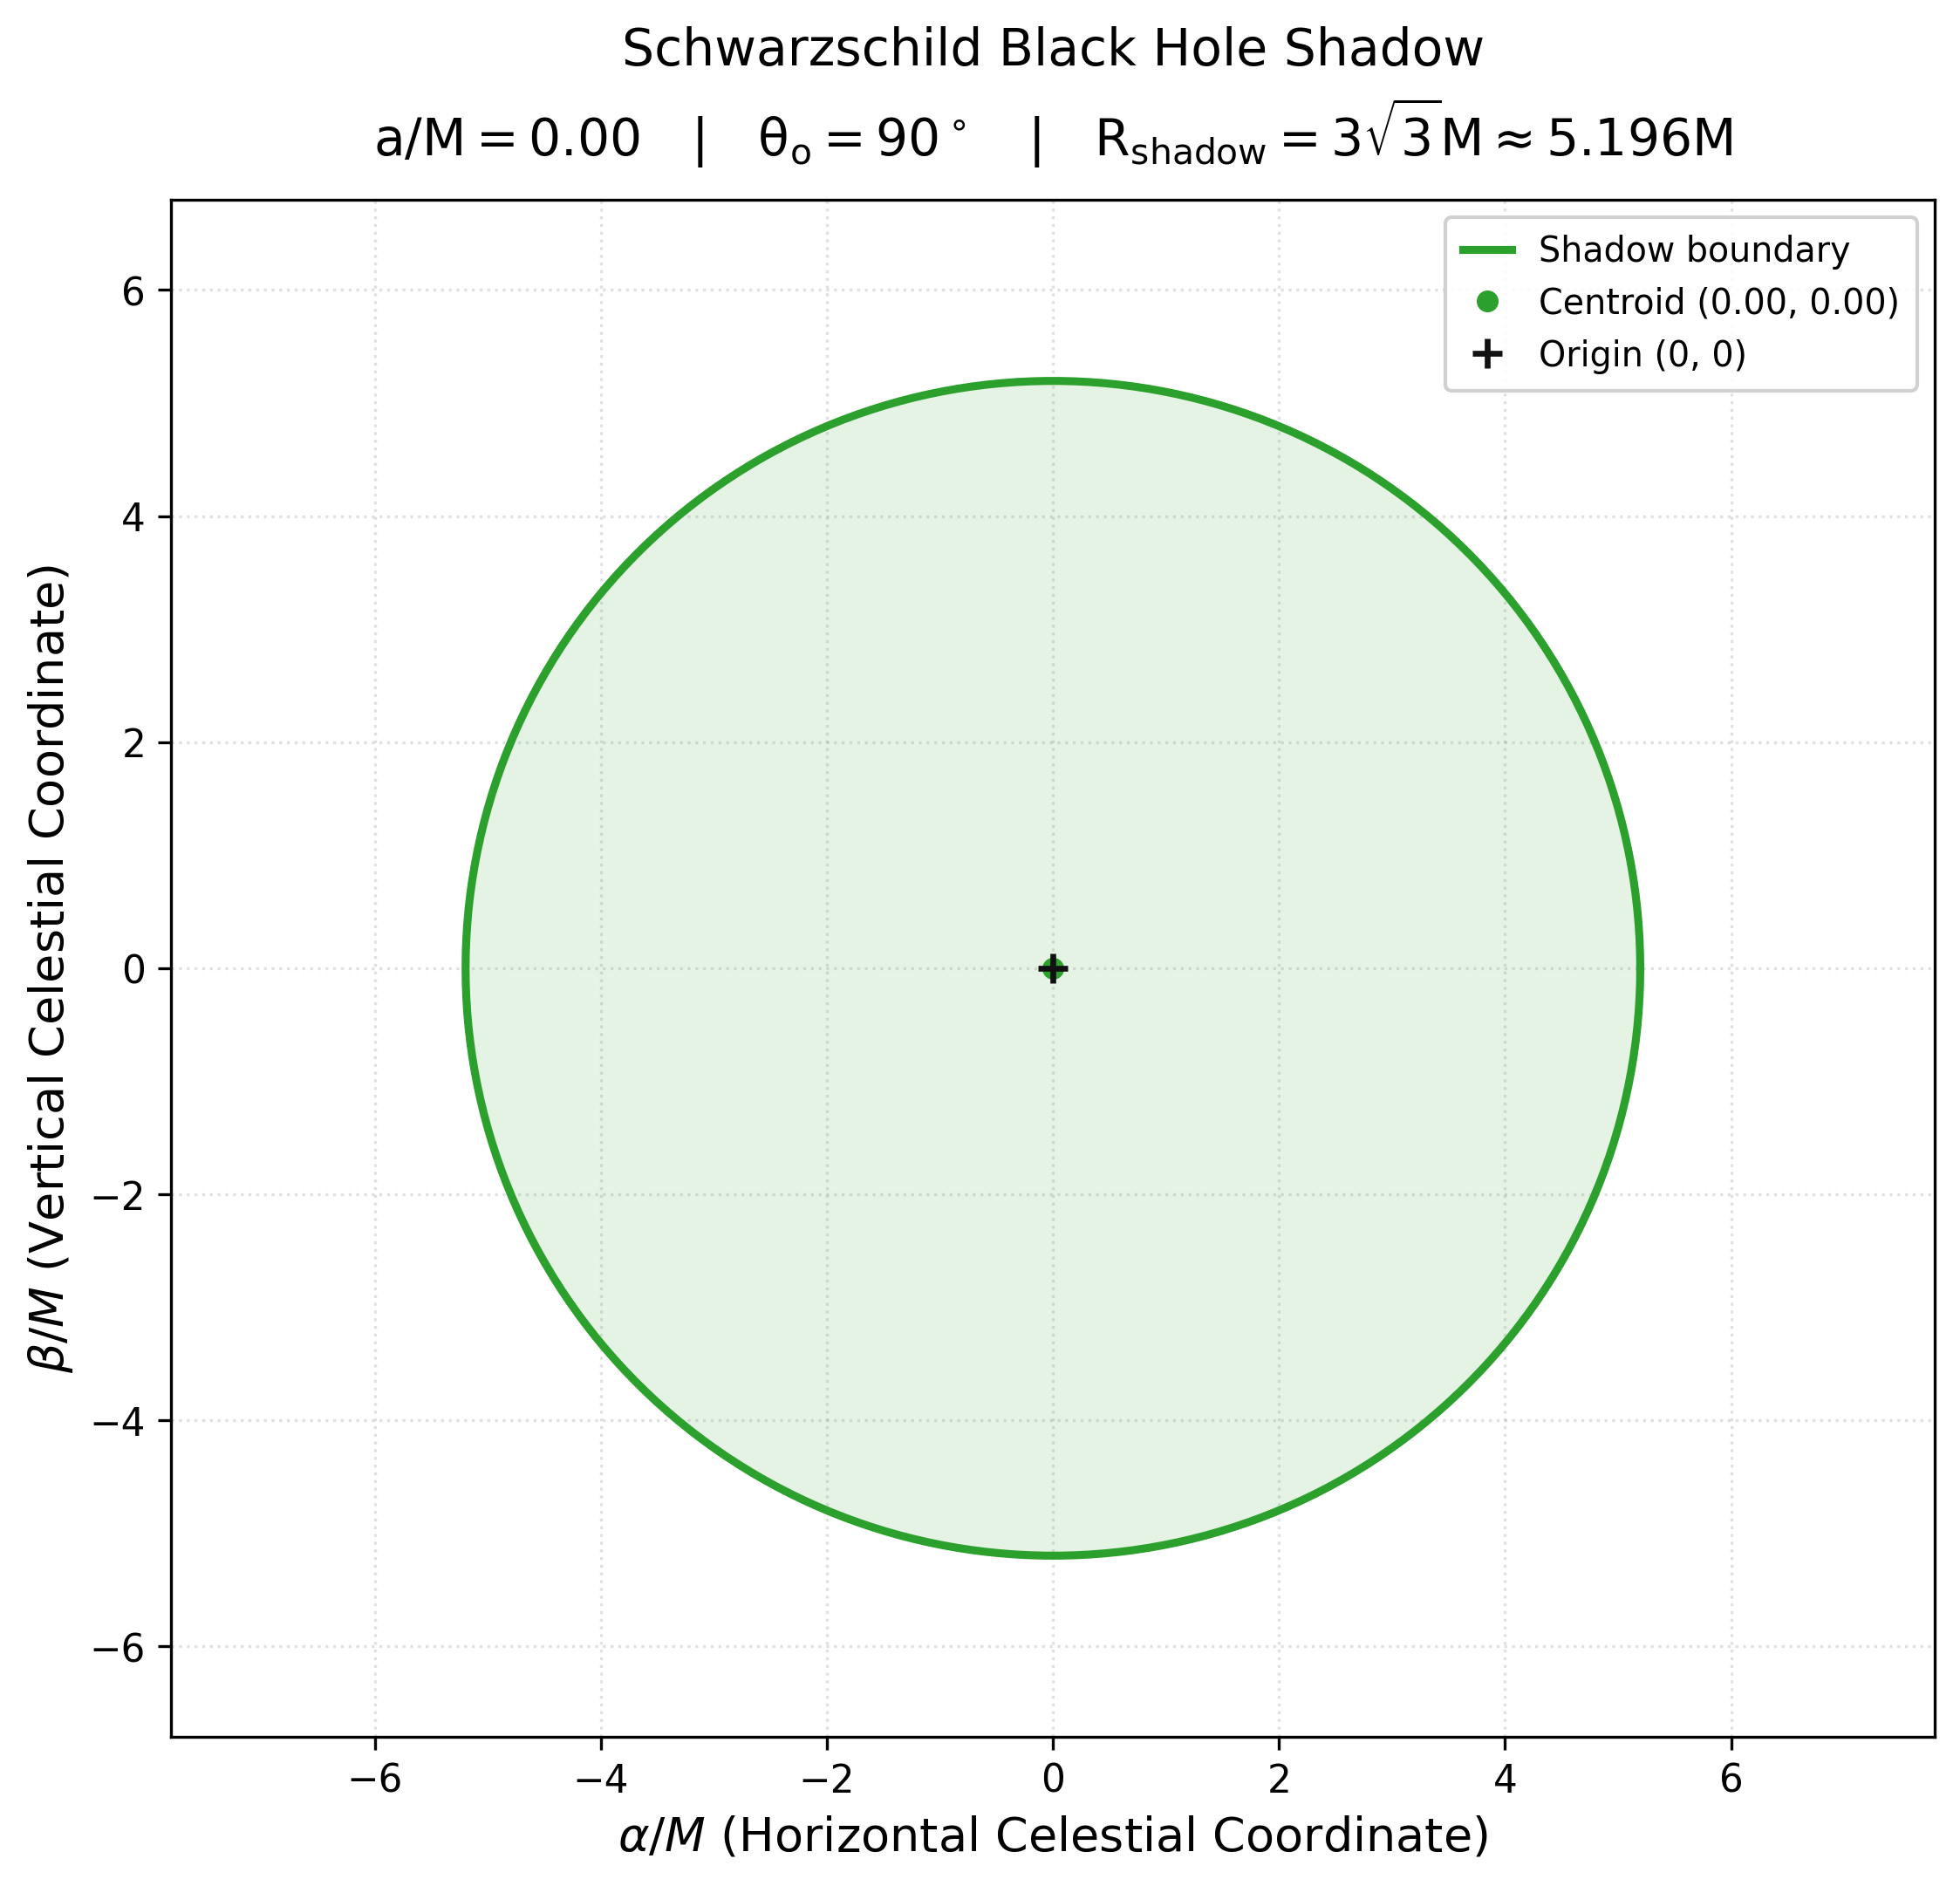 Schwarzschild Black Hole Shadow
a/M = 0.00 | θo = 90° | Rshadow = 3√3M ≈ 5.196M
Shadow boundary
Centroid (0.00, 0.00)
Origin (0, 0)
6
4
2
0
−2
−4
−6
β/M (Vertical Celestial Coordinate)
−6 −4 −2 0 2 4 6
α/M (Horizontal Celestial Coordinate)